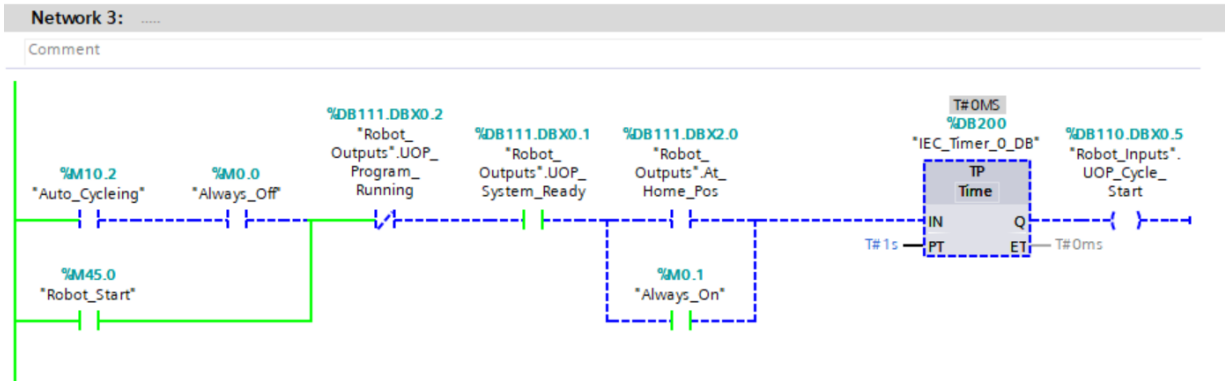 Network 3: .....
Comment
%M10.2
"Auto_Cycleing"
%M0.0
"Always_Off"
%DB111.DBX0.2
"Robot_
Outputs".UOP_
Program_
Running
%DB111.DBX0.1
"Robot_
Outputs".UOP_
System_Ready
%DB111.DBX2.0
"Robot_
Outputs".At_
Home_Pos
T#0MS
%DB200
"IEC_Timer_0_DB"
TP
Time
IN
Q
T#1s
PT
ET
T#0ms
%DB110.DBX0.5
"Robot_Inputs".
UOP_Cycle_
Start
%M45.0
"Robot_Start"
%M0.1
"Always_On"